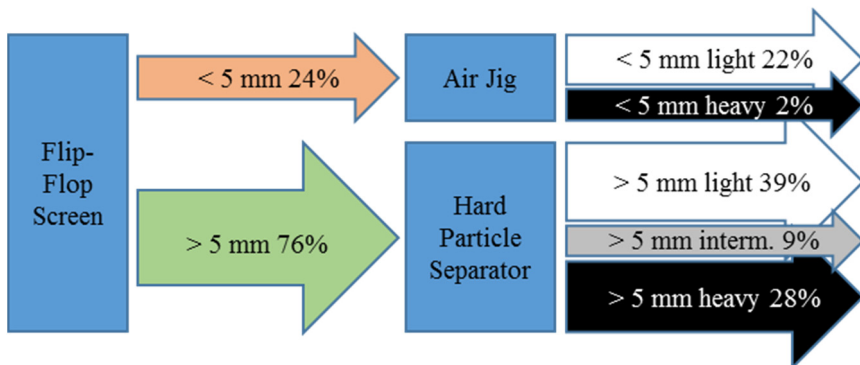 Flip-
Flop
Screen
< 5 mm 24%
> 5 mm 76%
Air Jig
Hard
Particle
Separator
< 5 mm light 22%
< 5 mm heavy 2%
> 5 mm light 39%
> 5 mm interm. 9%
> 5 mm heavy 28%